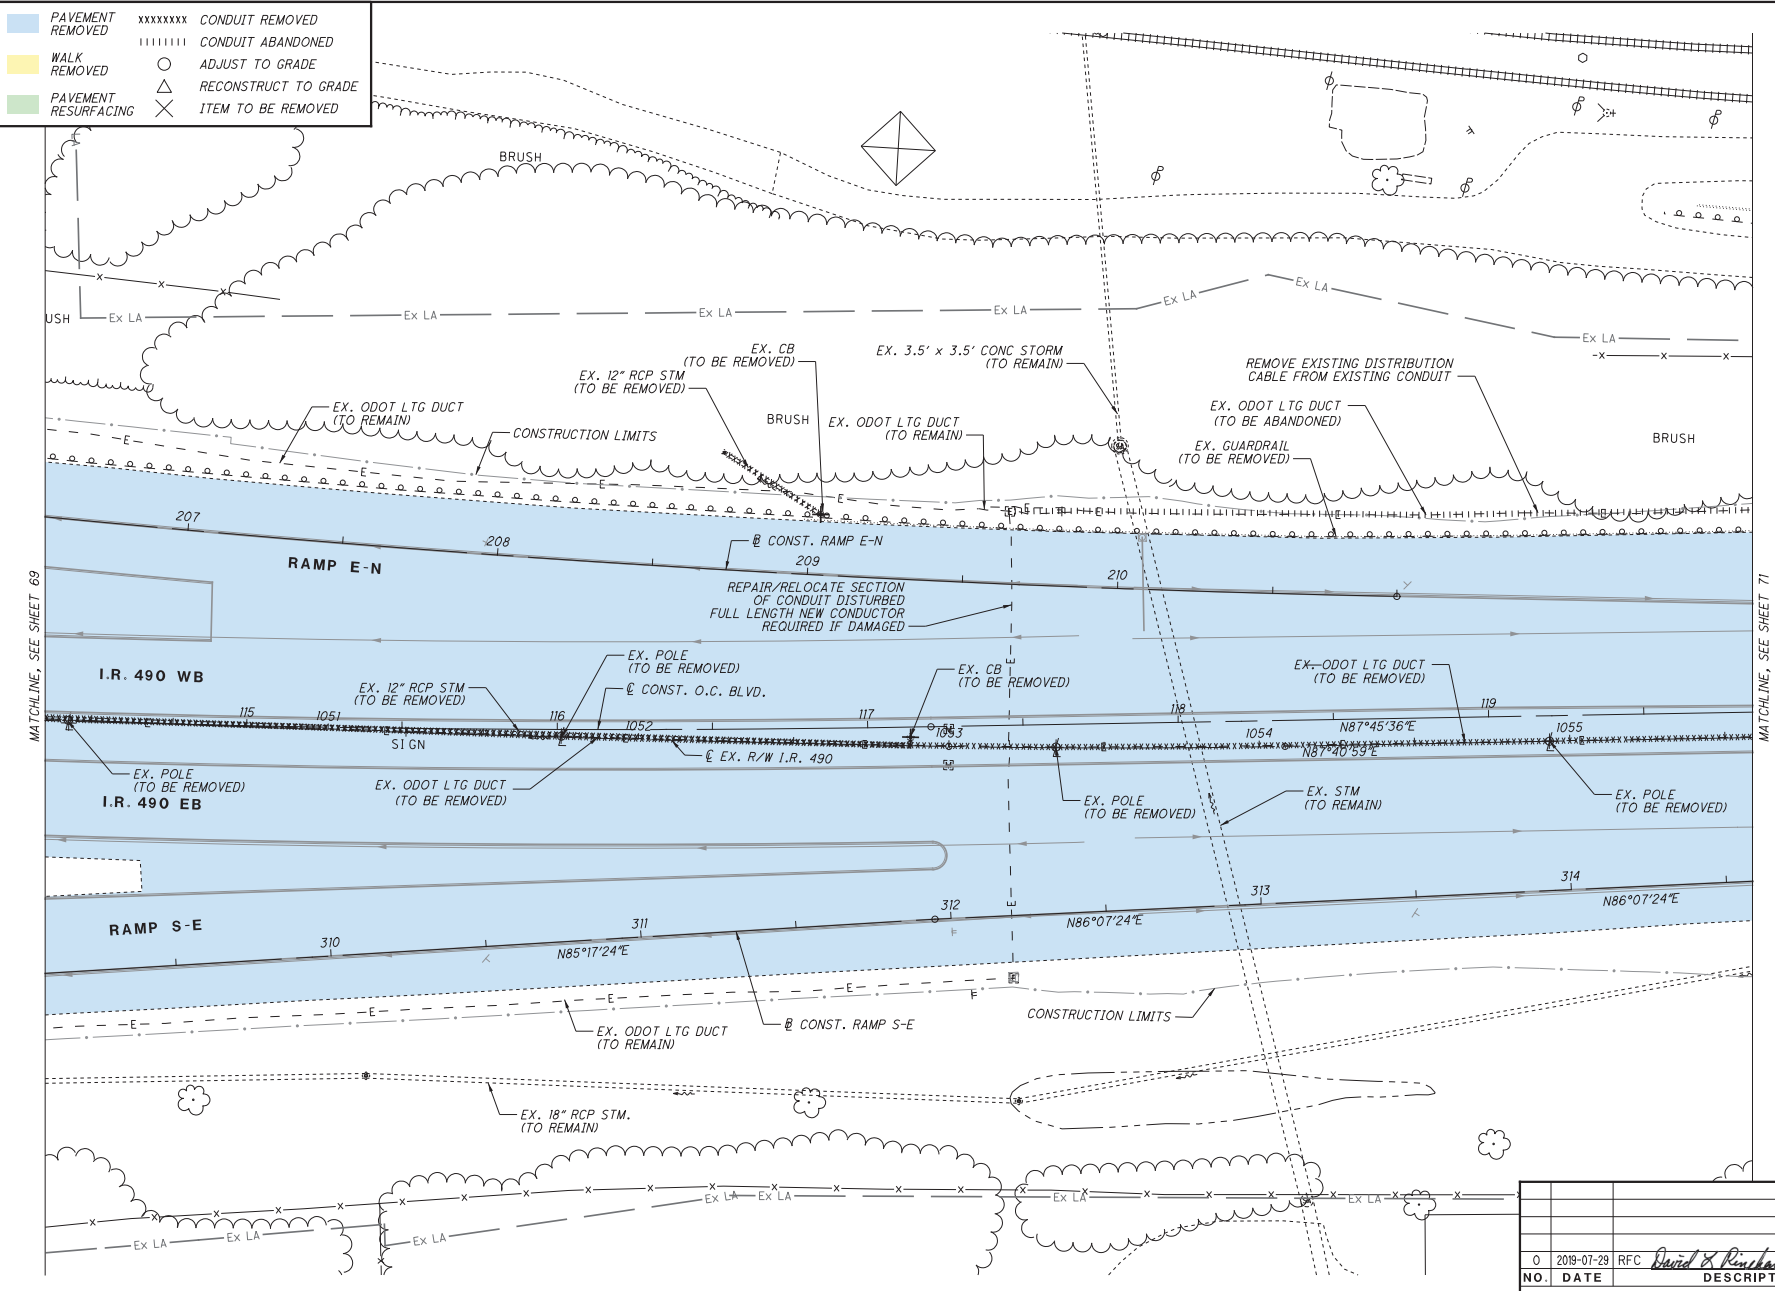 PAVEMENT
REMOVED
WALK
REMOVED
PAVEMENT
RESURFACING
xxxxxxxx CONDUIT REMOVED
CONDUIT ABANDONED
ADJUST TO GRADE
RECONSTRUCT TO GRADE
ITEM TO BE REMOVED
BRUSH
USH
Ex LA
Ex LA
Ex LA
Ex LA
Ex LA
Ex LA
Ex LA
EX. CB
(TO BE REMOVED)
EX. 12" RCP STM
(TO BE REMOVED)
EX. 3.5' x 3.5' CONC STORM
(TO REMAIN)
REMOVE EXISTING DISTRIBUTION
CABLE FROM EXISTING CONDUIT
EX. ODOT LTG DUCT
(TO REMAIN)
CONSTRUCTION LIMITS
BRUSH
EX. ODOT LTG DUCT
(TO REMAIN)
EX. ODOT LTG DUCT
(TO BE ABANDONED)
EX. GUARDRAIL
(TO BE REMOVED)
BRUSH
207
208
209
210
RAMP E-N
℄ CONST. RAMP E-N
REPAIR/RELOCATE SECTION
OF CONDUIT DISTURBED
FULL LENGTH NEW CONDUCTOR
REQUIRED IF DAMAGED
MATCHLINE, SEE SHEET 69
MATCHLINE, SEE SHEET 71
I.R. 490 WB
EX. POLE
(TO BE REMOVED)
EX. 12" RCP STM
(TO BE REMOVED)
℄ CONST. O.C. BLVD.
EX. CB
(TO BE REMOVED)
EX. ODOT LTG DUCT
(TO BE REMOVED)
115
1051
116
1052
117
1053
118
1054
119
1055
N87°45'36"E
N87°40'59"E
SIGN
℄ EX. R/W I.R. 490
EX. POLE
(TO BE REMOVED)
EX. ODOT LTG DUCT
(TO BE REMOVED)
EX. POLE
(TO BE REMOVED)
EX. STM
(TO REMAIN)
EX. POLE
(TO BE REMOVED)
I.R. 490 EB
RAMP S-E
310
311
312
313
314
N85°17'24"E
N86°07'24"E
N86°07'24"E
EX. ODOT LTG DUCT
(TO REMAIN)
℄ CONST. RAMP S-E
CONSTRUCTION LIMITS
EX. 18" RCP STM.
(TO REMAIN)
Ex LA
Ex LA
Ex LA
Ex LA
Ex LA
Ex LA
Ex LA
0 2019-07-29 RFC David L Rineha
NO. DATE DESCRIPT